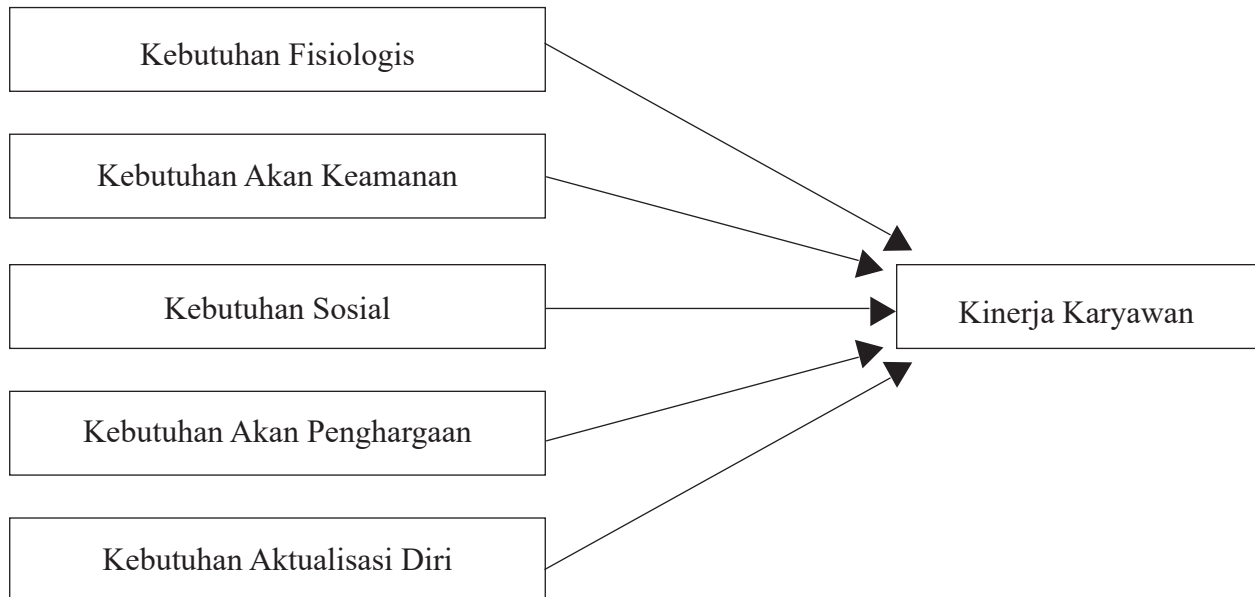 Kebutuhan Fisiologis
Kebutuhan Akan Keamanan
Kebutuhan Sosial
Kinerja Karyawan
Kebutuhan Akan Penghargaan
Kebutuhan Aktualisasi Diri